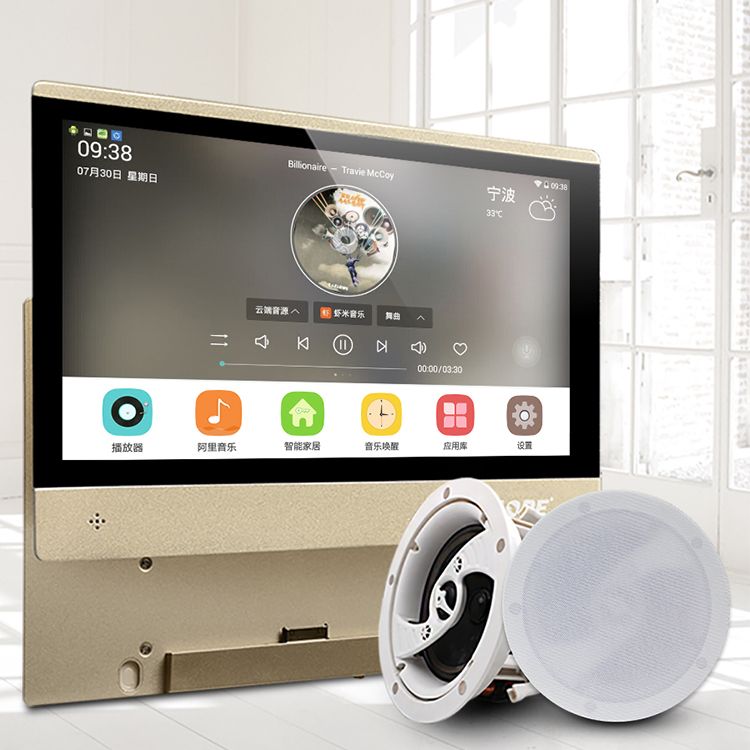 09:38
07月30日 星期日
Billionaire — Travie McCoy
09:38
宁波
33℃
云端音源
虾
虾米音乐
舞曲
00:00/03:30
播放器
阿里音乐
智能家居
音乐唤醒
应用库
设置